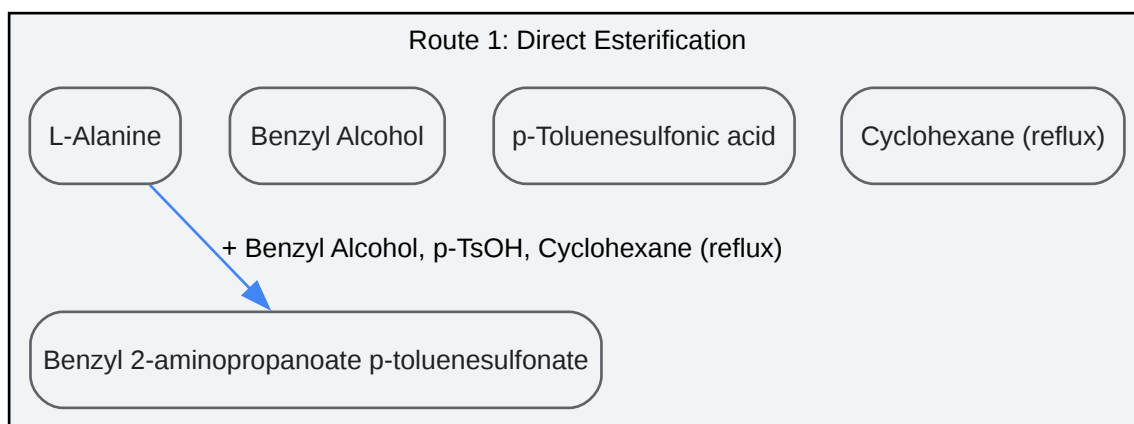 Route 1: Direct Esterification
L-Alanine
Benzyl Alcohol
p-Toluenesulfonic acid
Cyclohexane (reflux)
+ Benzyl Alcohol, p-TsOH, Cyclohexane (reflux)
Benzyl 2-aminopropanoate p-toluenesulfonate